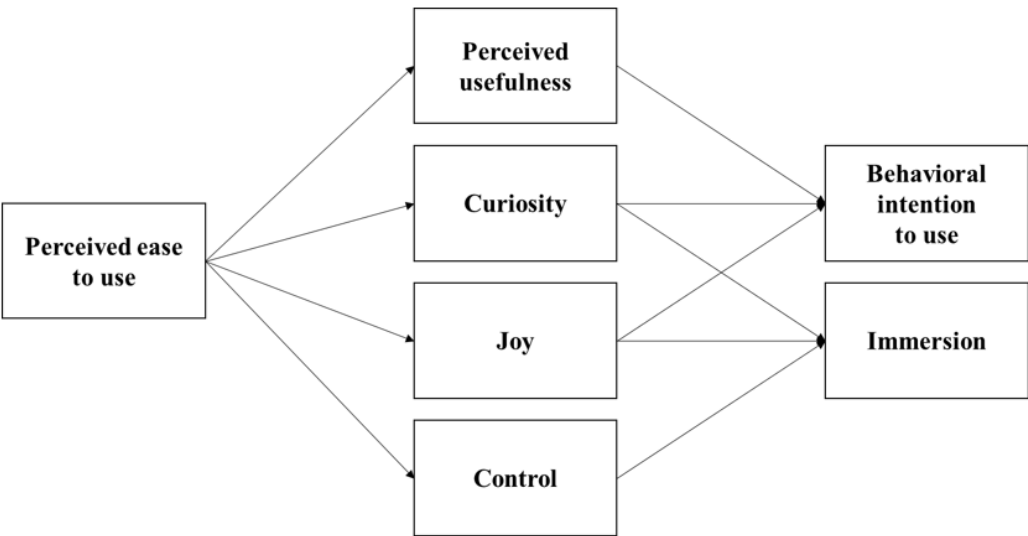 Perceived ease
to use
Perceived
usefulness
Curiosity
Joy
Control
Behavioral
intention
to use
Immersion